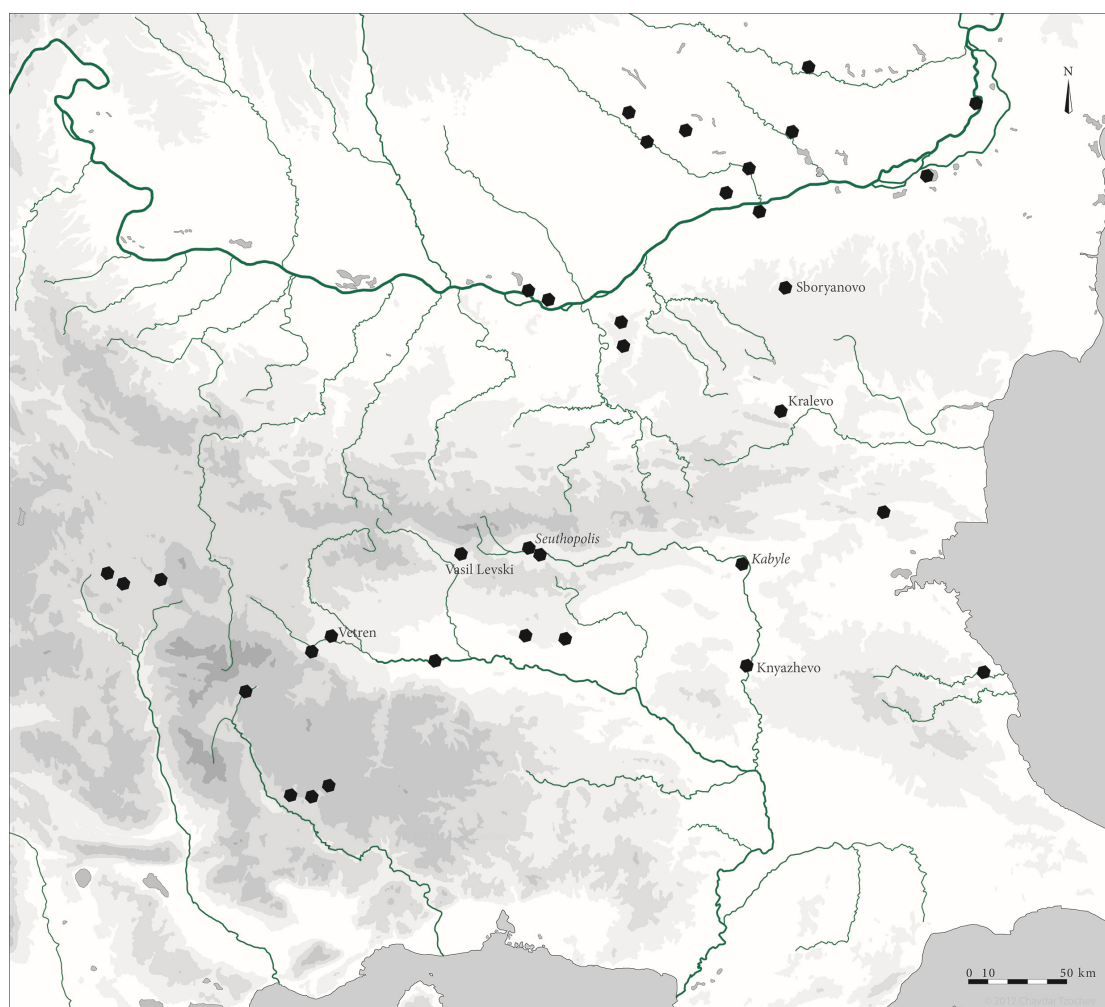 N
Sboryanovo
Kralevo
Seuthopolis
Kabyle
Vasil Levski
Vetren
Knyazhevo
0 10 50 km